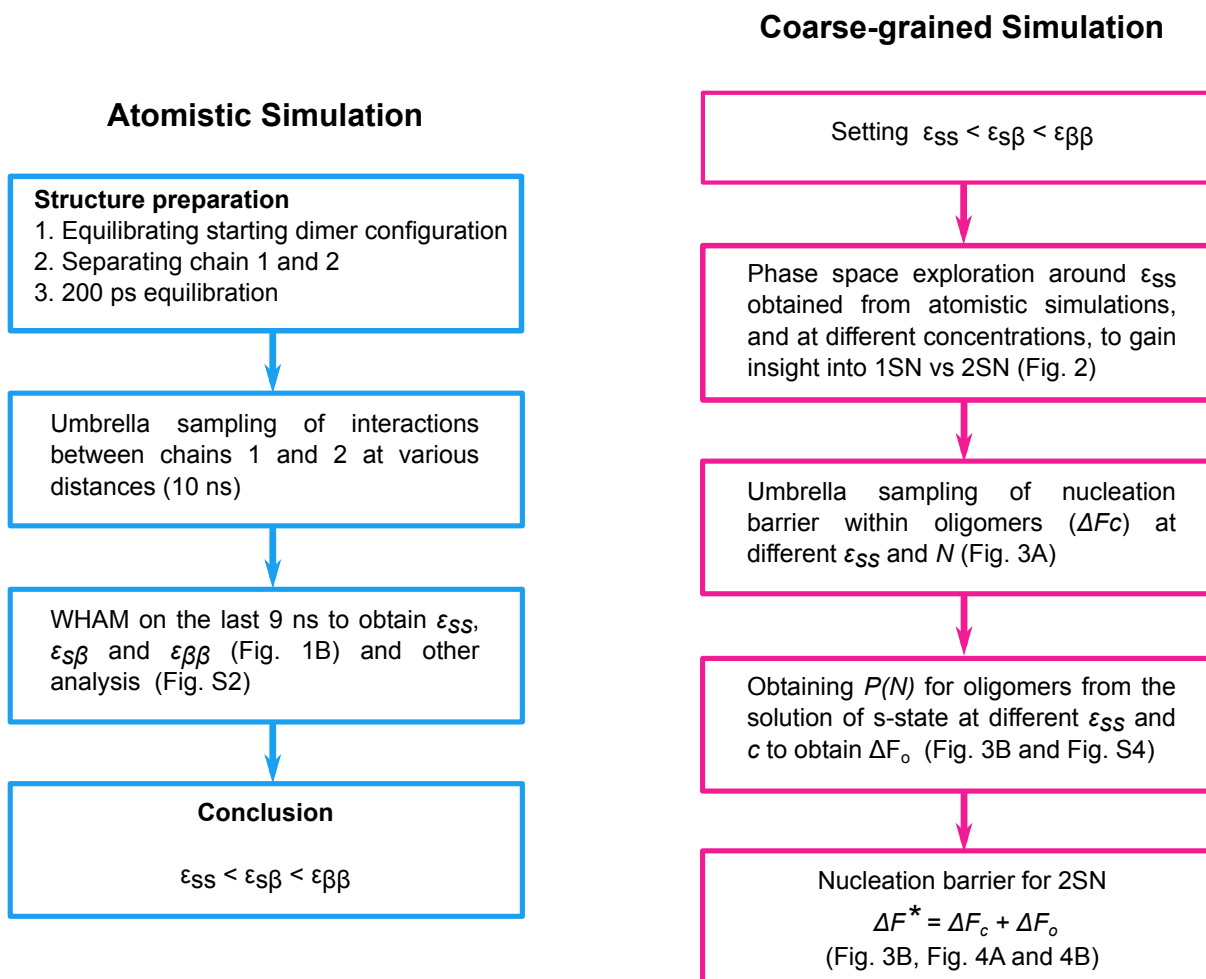 Atomistic Simulation
Structure preparation
1. Equilibrating starting dimer configuration
2. Separating chain 1 and 2
3. 200 ps equilibration
Umbrella sampling of interactions
between chains 1 and 2 at various
distances (10 ns)
WHAM on the last 9 ns to obtain εss,
εsβ and εββ (Fig. 1B) and other
analysis (Fig. S2)
Conclusion
εss < εsβ < εββ
Coarse-grained Simulation
Setting εss < εsβ < εββ
Phase space exploration around εss
obtained from atomistic simulations,
and at different concentrations, to gain
insight into 1SN vs 2SN (Fig. 2)
Umbrella sampling of nucleation
barrier within oligomers (ΔFc) at
different εss and N (Fig. 3A)
Obtaining P(N) for oligomers from the
solution of s-state at different εss and
c to obtain ΔFo (Fig. 3B and Fig. S4)
Nucleation barrier for 2SN
ΔF* = ΔFc + ΔFo
(Fig. 3B, Fig. 4A and 4B)